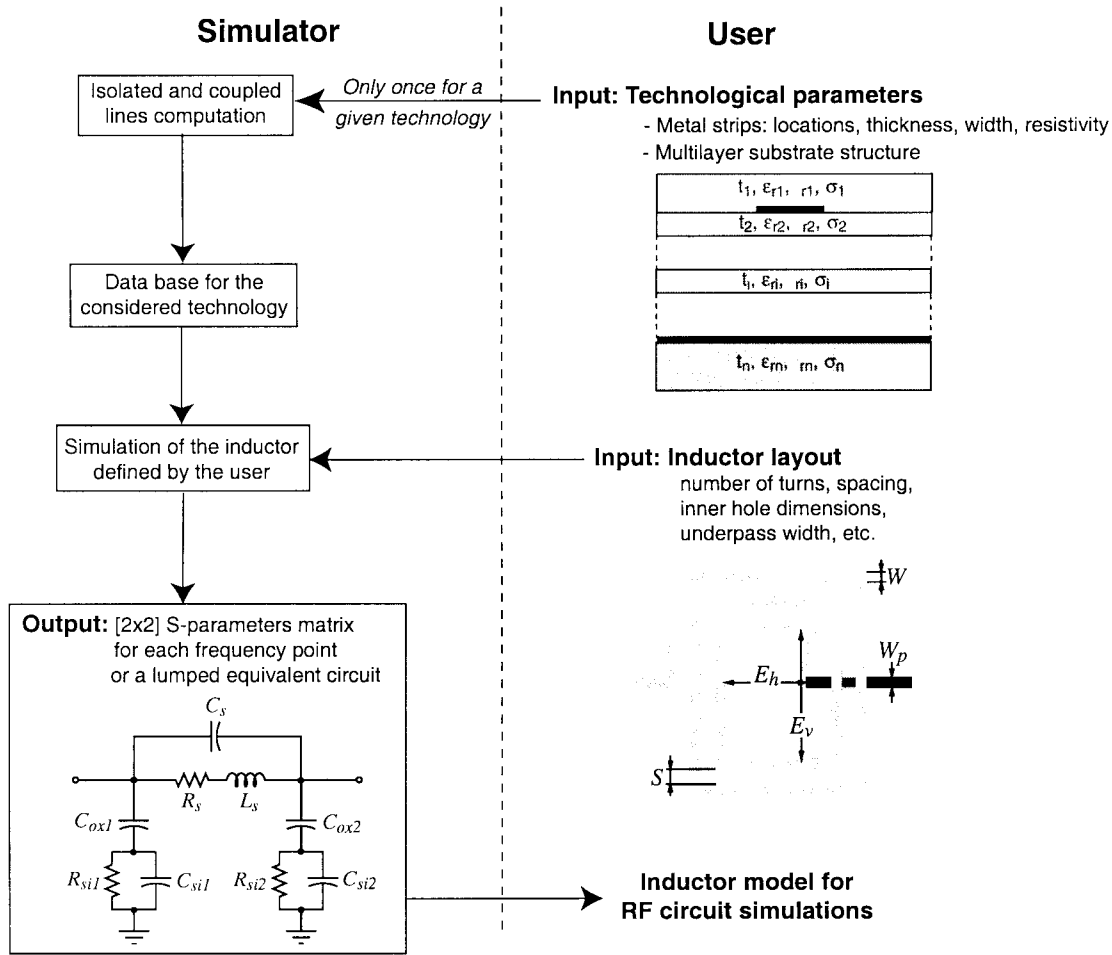 Simulator
User
Isolated and coupled
lines computation
Only once for a
given technology
Input: Technological parameters
- Metal strips: locations, thickness, width, resistivity
- Multilayer substrate structure
t1, εr1, r1, σ1
t2, εr2, r2, σ2
ti, εri, ri, σi
tn, εrn, rn, σn
Data base for the
considered technology
Simulation of the inductor
defined by the user
Input: Inductor layout
number of turns, spacing,
inner hole dimensions,
underpass width, etc.
W
Wp
Eh
Ev
S
Output: [2x2] S-parameters matrix
for each frequency point
or a lumped equivalent circuit
Cs
Rs
Ls
Cox1
Cox2
Rsi1
Csi1
Rsi2
Csi2
Inductor model for
RF circuit simulations